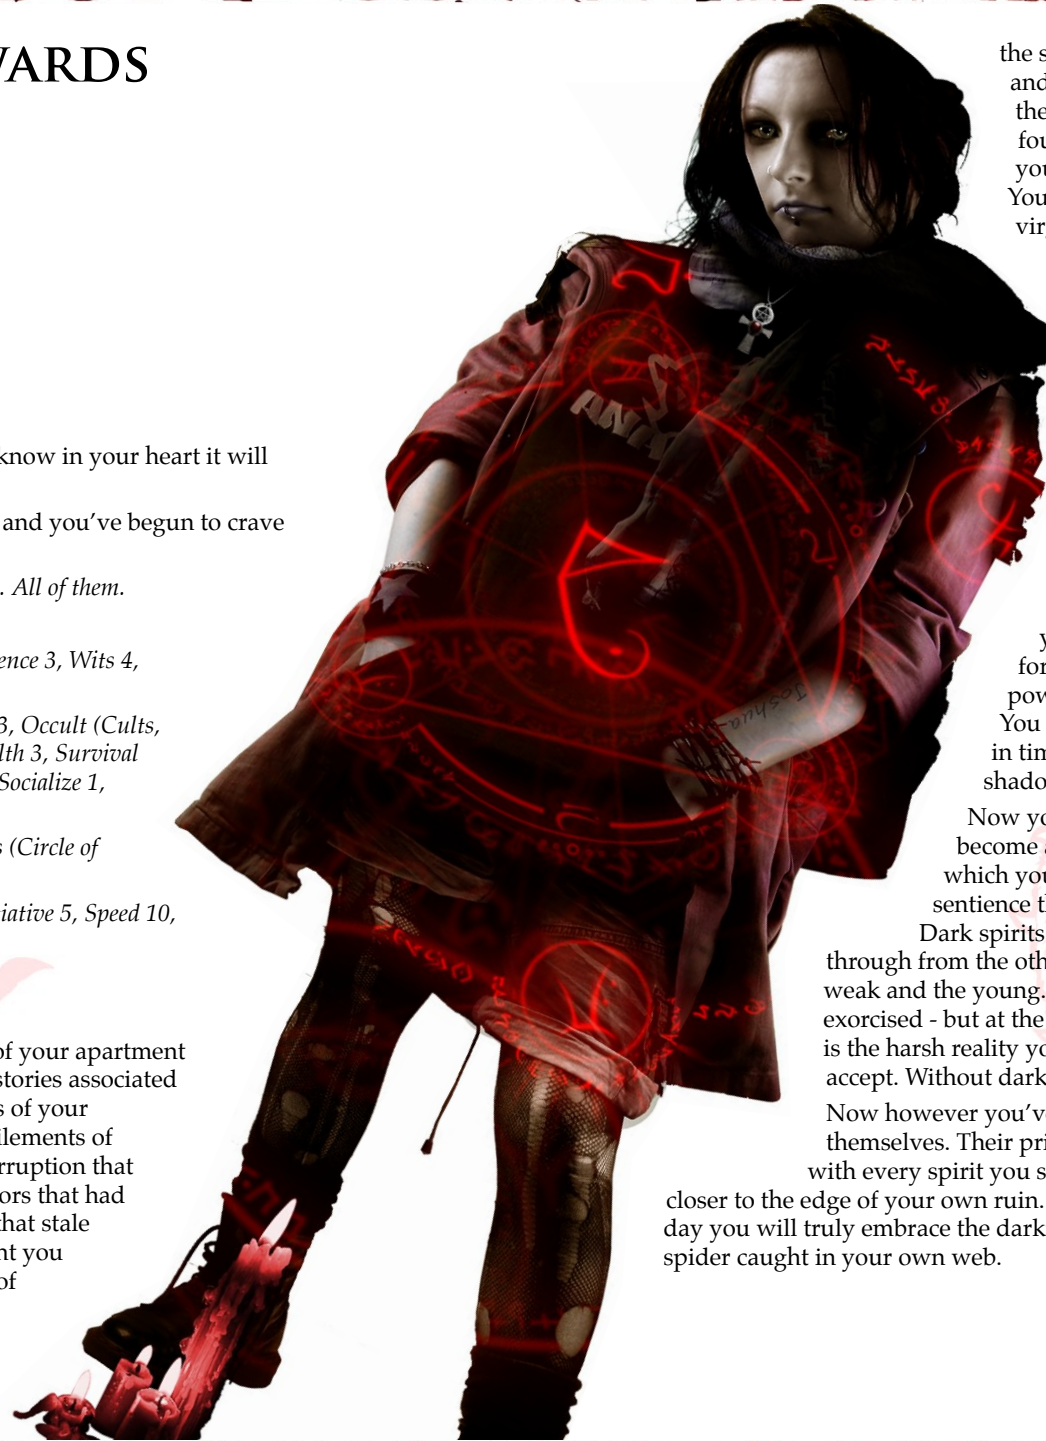 WARDS
know in your heart it will
and you've begun to crave
. All of them.
ence 3, Wits 4,
3, Occult (Cults,
lth 3, Survival
Socialize 1,
s (Circle of
iative 5, Speed 10,
of your apartment
stories associated
s of your
ilements of
rruption that
ors that had
that stale
nt you
of
ANA
Joshua
the s
and
the
fou
you
You
vir
y
for
pow
You
in tim
shado
Now yo
become a
which you
sentience th
Dark spirits
through from the oth
weak and the young.
exorcised - but at the
is the harsh reality yo
accept. Without dark
Now however you've
themselves. Their pri
with every spirit you s
closer to the edge of your own ruin.
day you will truly embrace the dark
spider caught in your own web.